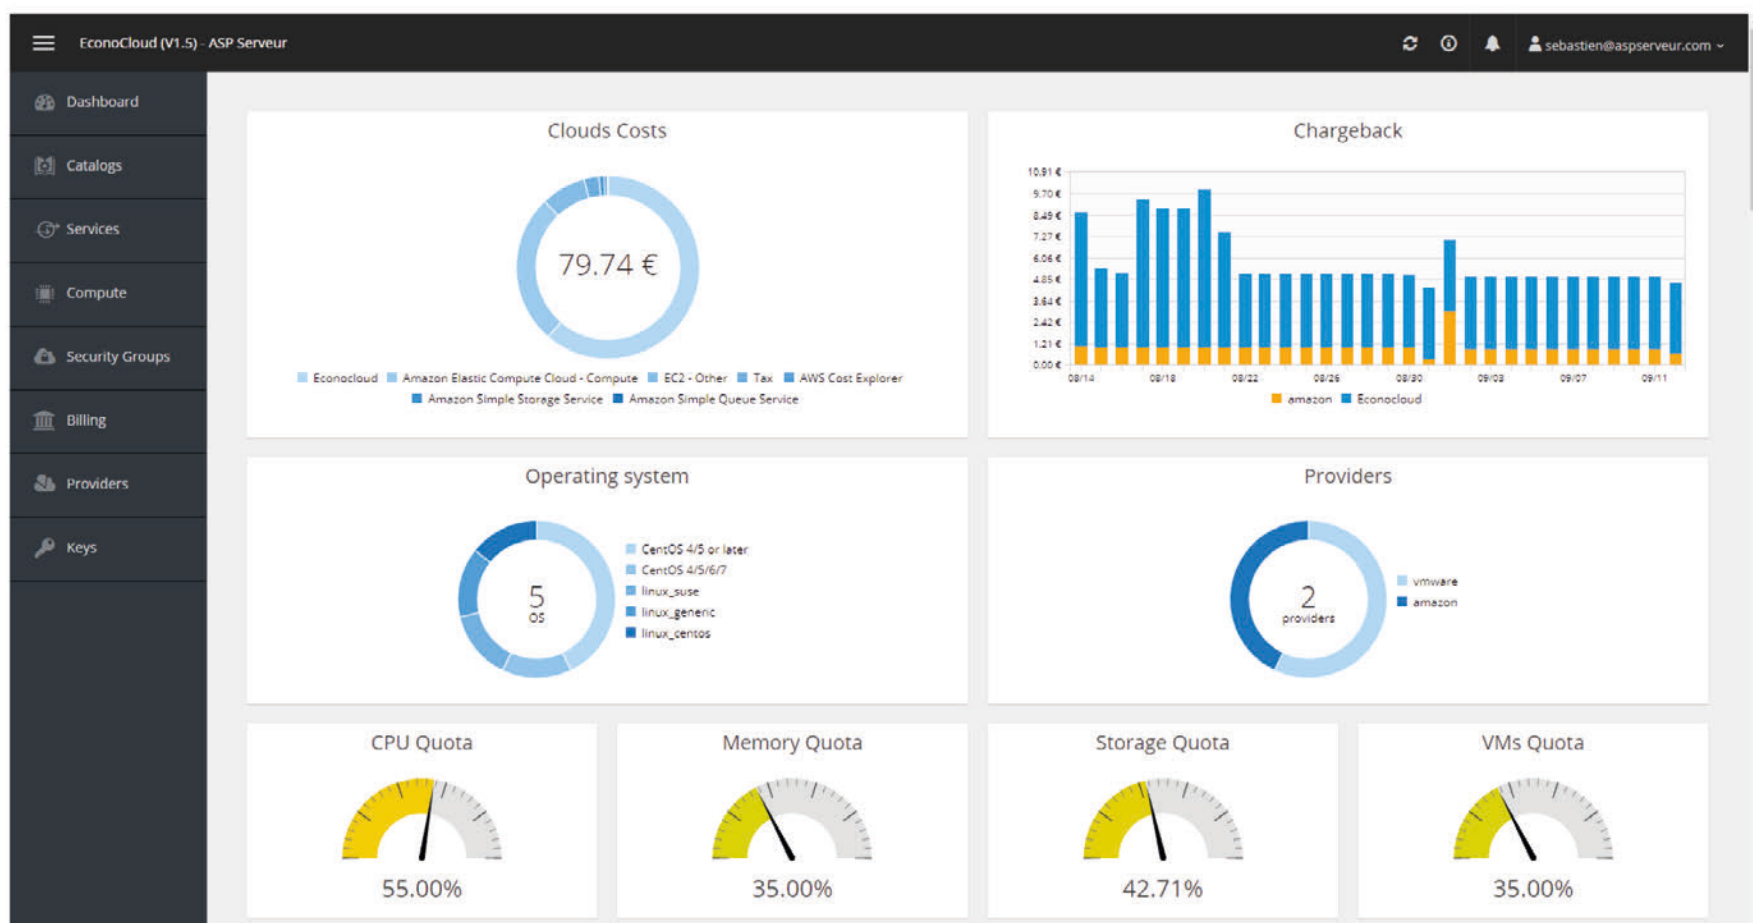 EconoCloud (V1.5) - ASP Serveur
sebastien@aspserveur.com
Dashboard
Catalogs
Services
Compute
Security Groups
Billing
Providers
Keys
Clouds Costs
79.74 €
Econocloud Amazon Elastic Compute Cloud - Compute EC2 - Other Tax AWS Cost Explorer
Amazon Simple Storage Service Amazon Simple Queue Service
Chargeback
10.91 €
9.70 €
8.49 €
7.27 €
6.06 €
4.85 €
3.64 €
2.42 €
1.21 €
0.00 €
08/14 08/18 08/22 08/26 08/30 09/03 09/07 09/11
amazon Econocloud
Operating system
5
OS
CentOS 4/5 or later
CentOS 4/5/6/7
linux_suse
linux_generic
linux_centos
Providers
2
providers
vmware
amazon
CPU Quota
55.00%
Memory Quota
35.00%
Storage Quota
42.71%
VMs Quota
35.00%